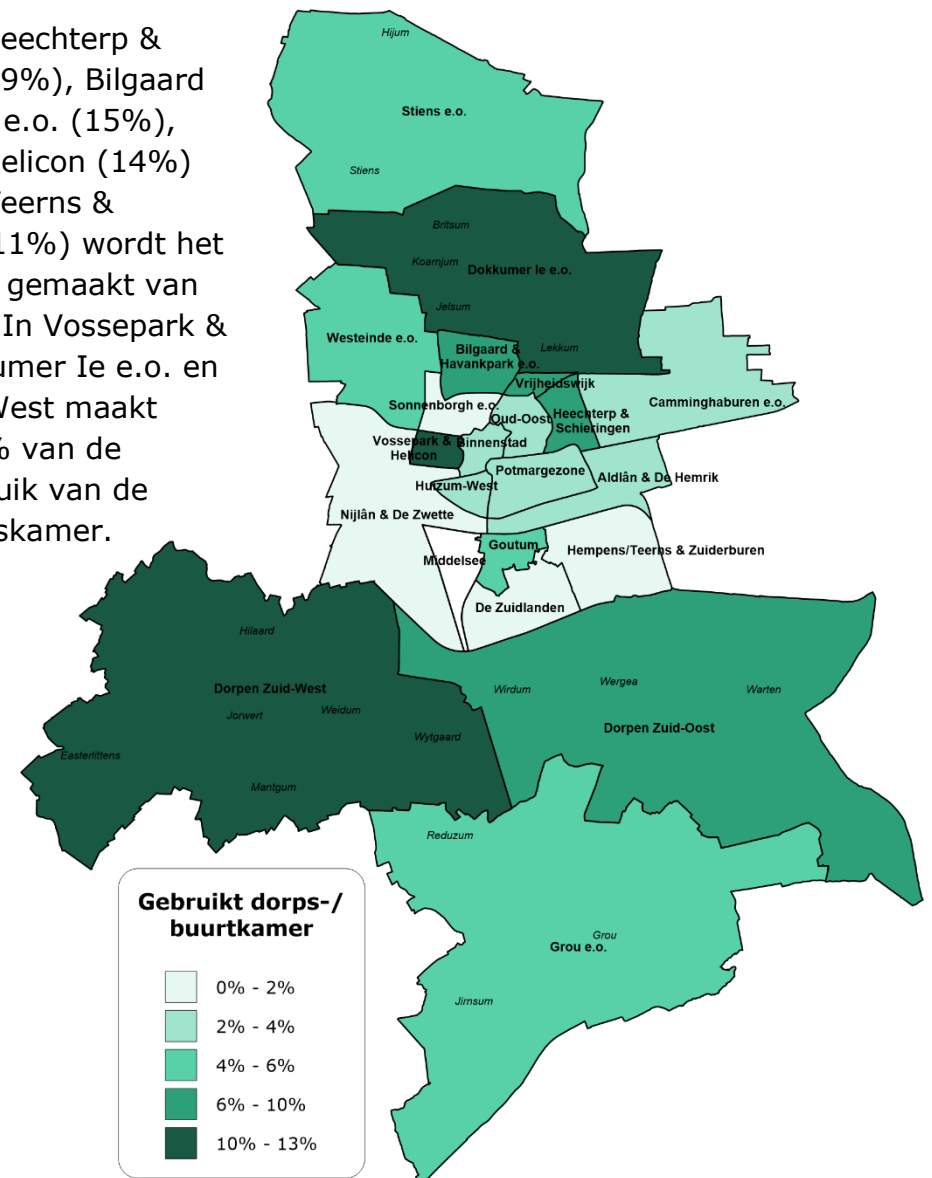 eechterp &
9%), Bilgaard
e.o. (15%),
elicon (14%)
eerns &
11%) wordt het
gemaakt van
In Vossepark &
umer Ie e.o. en
West maakt
% van de
uik van de
skamer.
Hijum
Stiens e.o.
Stiens
Britsum
Koarnjum
Dokkumer Ie e.o.
Jelsum
Lekkum
Westeinde e.o.
Bilgaard &
Havankpark e.o.
Vrijheidswijk
Sonnenborgh e.o.
Oud-Oost
Heechterp &
Schieringen
Camminghaburen e.o.
Vossepark &
Helicon
Binnenstad
Potmargezone
Aldlân & De Hemrik
Huizum-West
Nijlân & De Zwette
Middelsee
Goutum
Hempens/Teerns & Zuiderburen
De Zuidlanden
Hilaard
Dorpen Zuid-West
Jorwert
Weidum
Wytgaard
Easterlittens
Mantgum
Wirdum
Wergea
Warten
Dorpen Zuid-Oost
Reduzum
Grou
Grou e.o.
Jirnsum
Gebruikt dorps-/
buurtkamer
0% - 2%
2% - 4%
4% - 6%
6% - 10%
10% - 13%